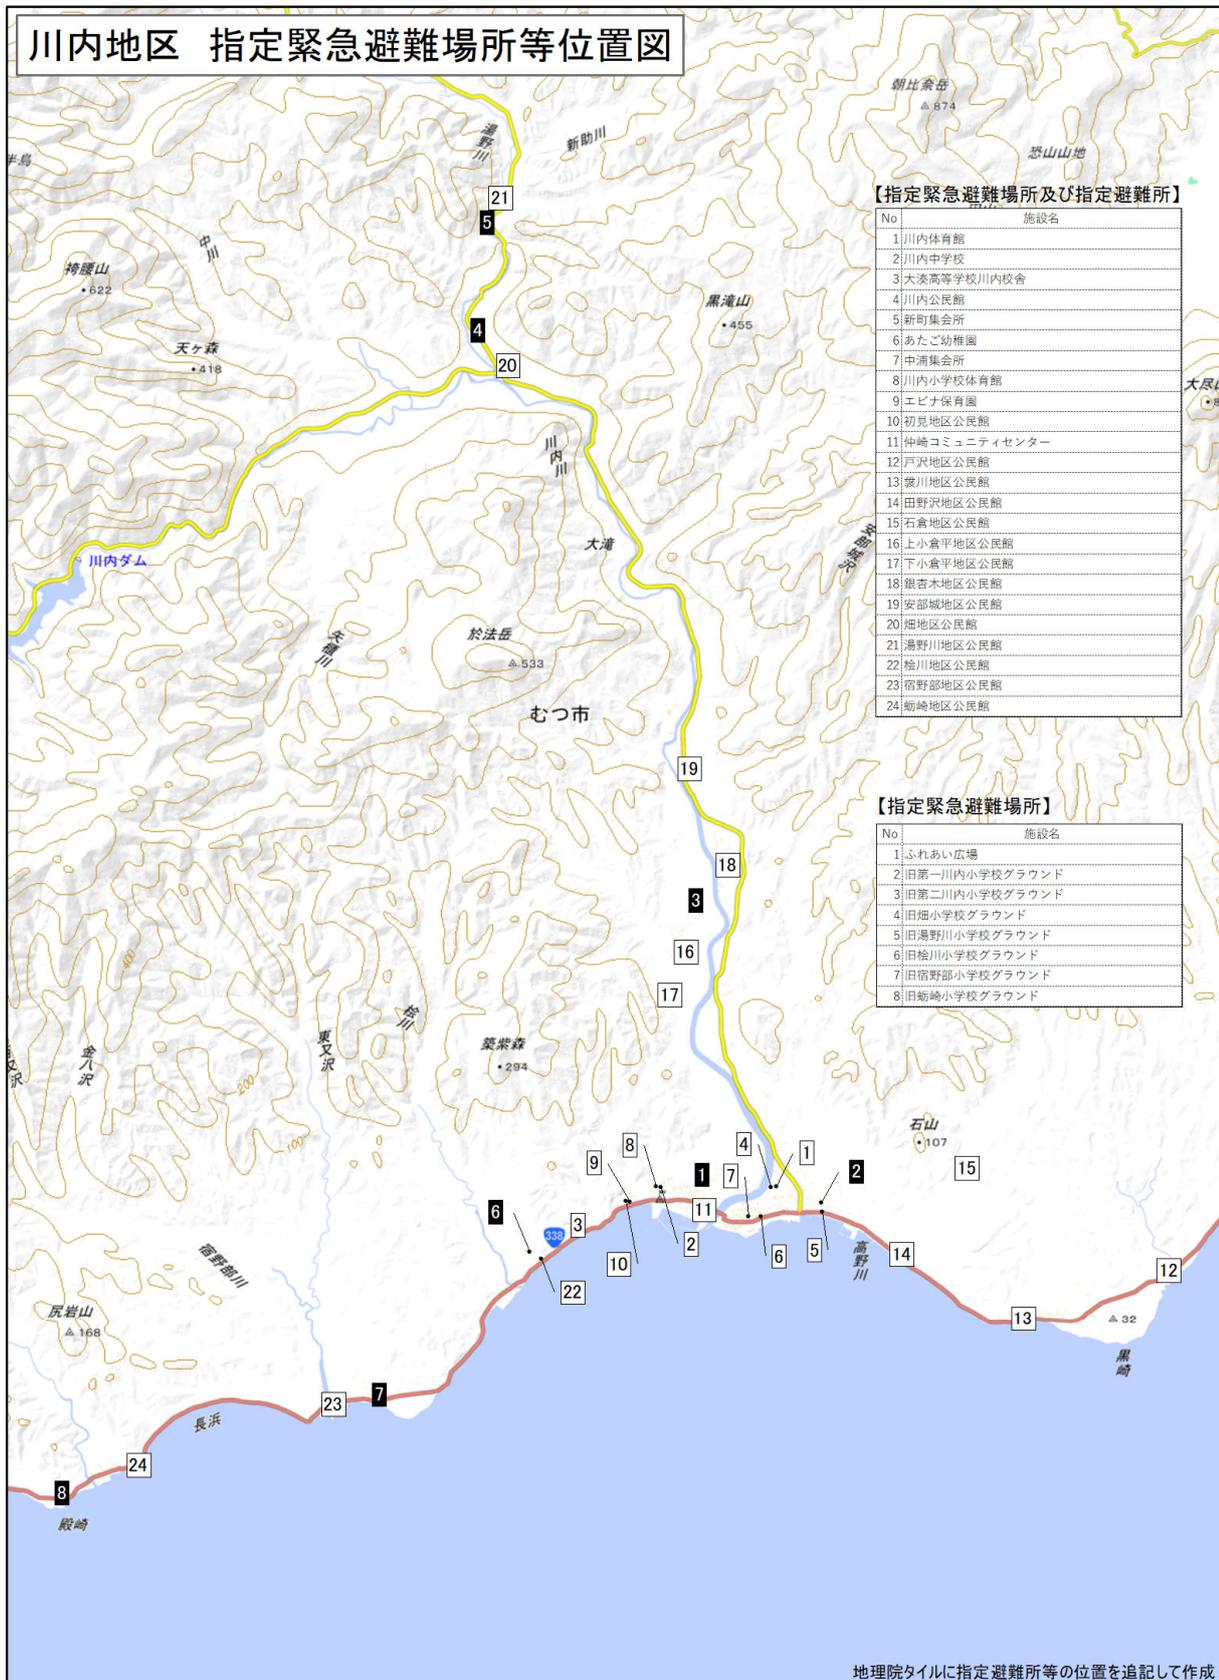 川内地区 指定緊急避難場所等位置図
朝比奈岳
874
恐山山地
湯野川
新助川
半島
21
5
中川
袴腰山
622
黒滝山
455
4
天ヶ森
418
20
川内川
大滝
安部城沢
川内ダム
矢櫃川
於法岳
533
むつ市
19
18
3
16
17
400
桧川
東又沢
金八沢
築紫森
294
200
100
石山
107
15
8
9
1
7
4
1
2
6
338
3
11
10
2
6
5
22
高野川
14
12
13
32
黒崎
宿野部川
尻岩山
168
7
23
長浜
24
8
殿崎
【指定緊急避難場所及び指定避難所】
No 施設名
1 川内体育館
2 川内中学校
3 大湊高等学校川内校舎
4 川内公民館
5 新町集会所
6 あたご幼稚園
7 中浦集会所
8 川内小学校体育館
9 エビナ保育園
10 初見地区公民館
11 仲崎コミュニティセンター
12 戸沢地区公民館
13 袰川地区公民館
14 田野沢地区公民館
15 石倉地区公民館
16 上小倉平地区公民館
17 下小倉平地区公民館
18 銀杏木地区公民館
19 安部城地区公民館
20 畑地区公民館
21 湯野川地区公民館
22 桧川地区公民館
23 宿野部地区公民館
24 蛎崎地区公民館
【指定緊急避難場所】
No 施設名
1 ふれあい広場
2 旧第一川内小学校グラウンド
3 旧第二川内小学校グラウンド
4 旧畑小学校グラウンド
5 旧湯野川小学校グラウンド
6 旧桧川小学校グラウンド
7 旧宿野部小学校グラウンド
8 旧蛎崎小学校グラウンド
地理院タイルに指定避難所等の位置を追記して作成